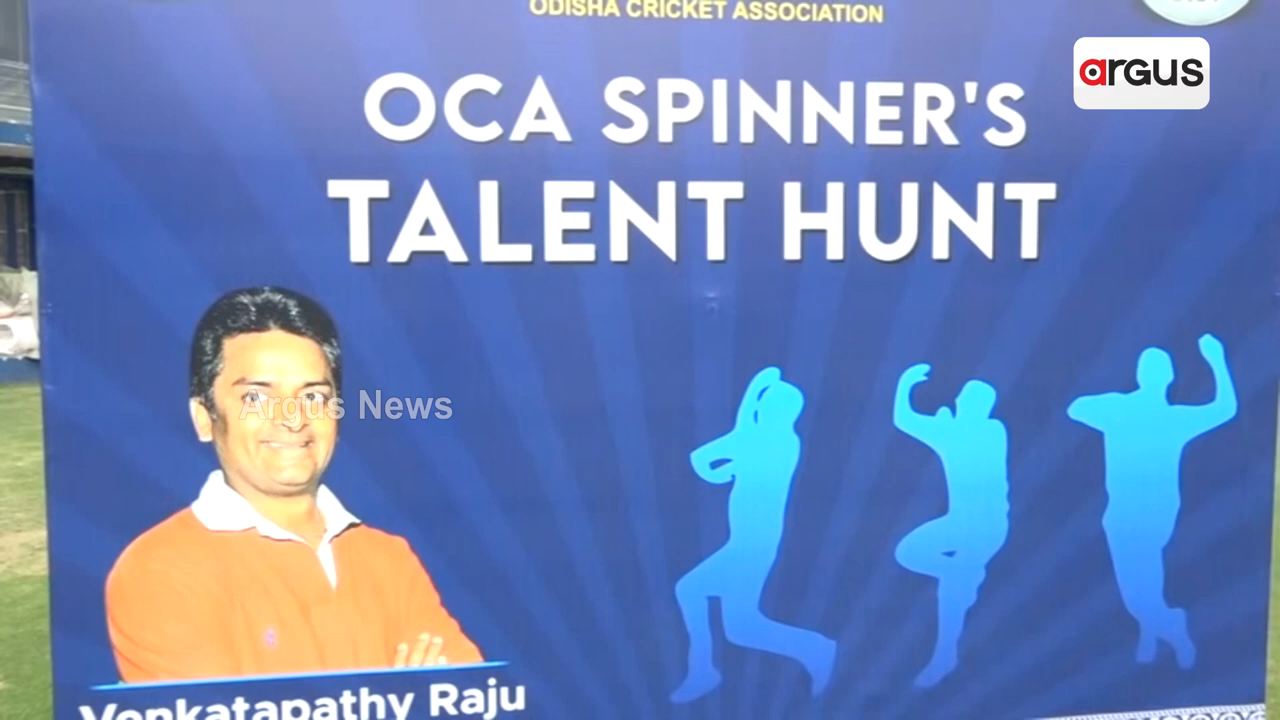 ODISHA CRICKET ASSOCIATION
argus
OCA SPINNER'S
TALENT HUNT
Argus News
Venkatapathy Raju